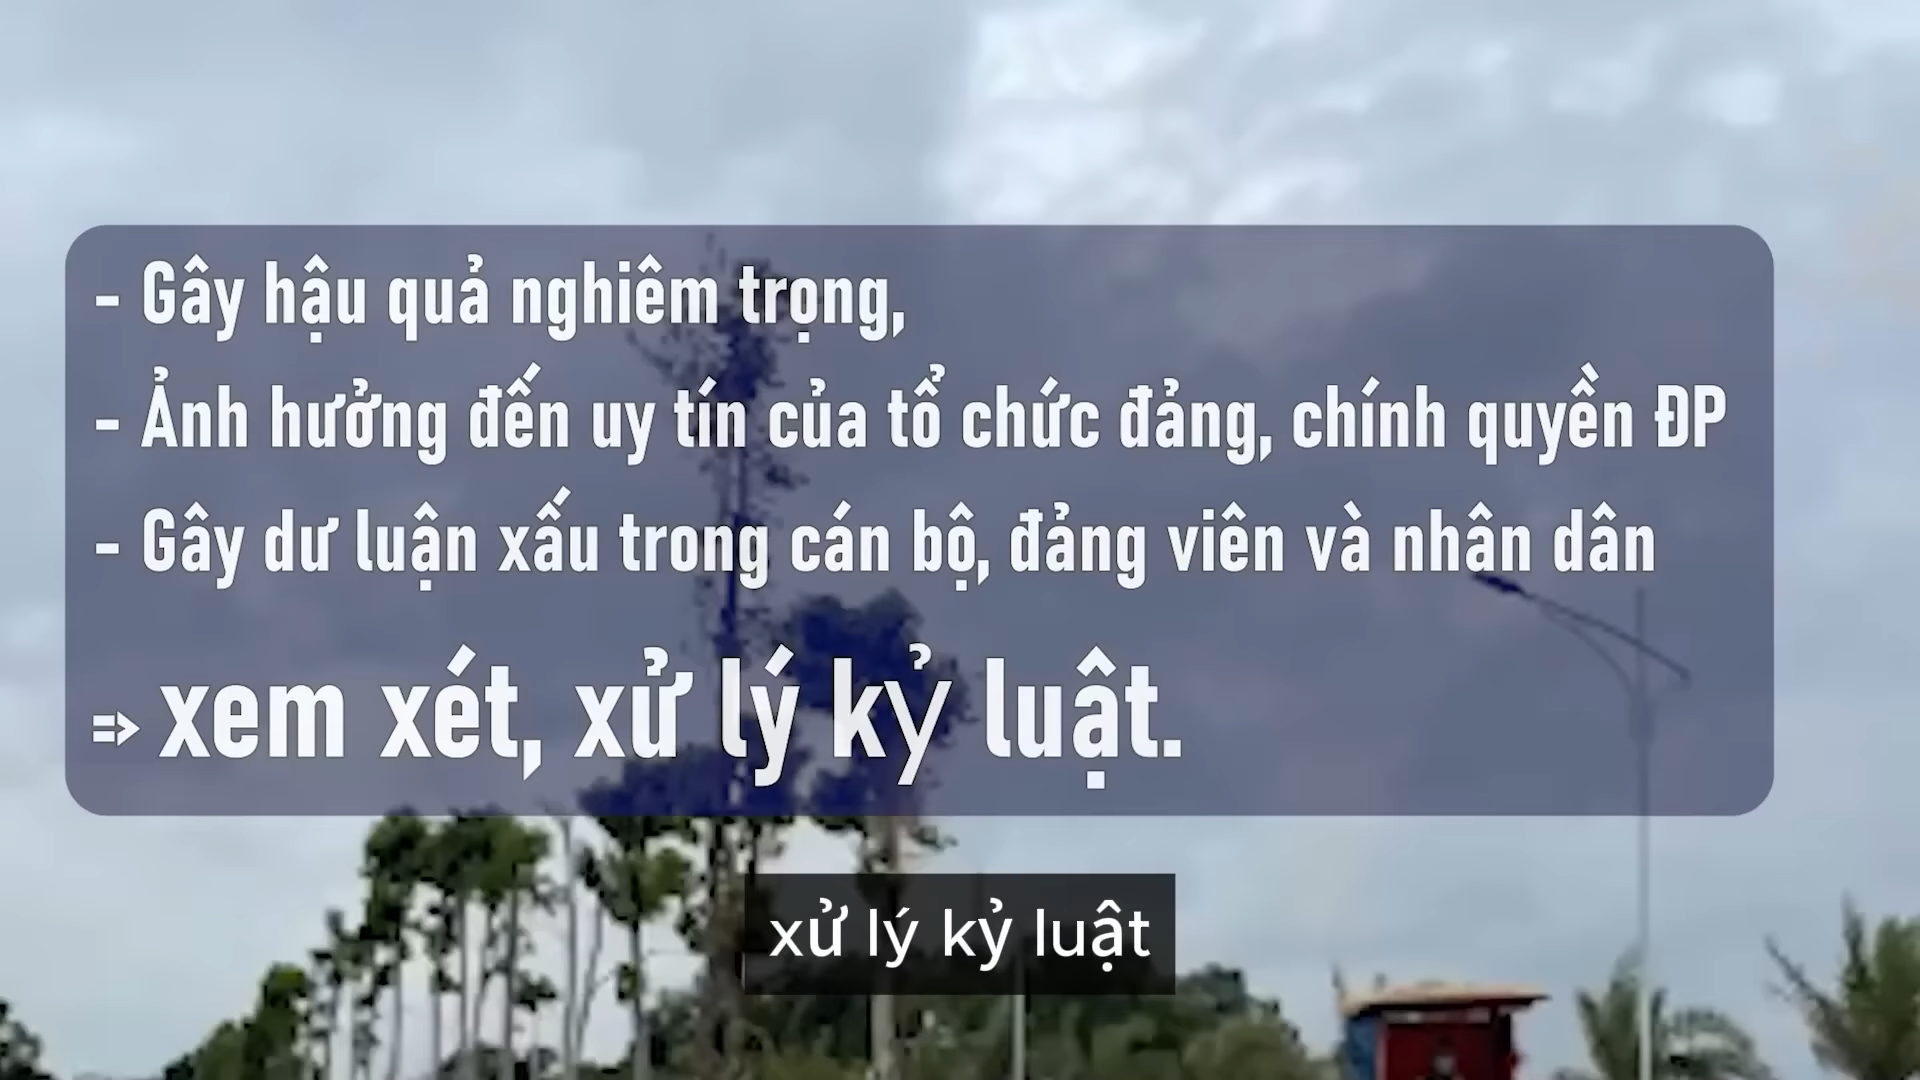 - Gây hậu quả nghiêm trọng,
- Ảnh hưởng đến uy tín của tổ chức đảng, chính quyền ĐP
- Gây dư luận xấu trong cán bộ, đảng viên và nhân dân
=> xem xét, xử lý kỷ luật.
xử lý kỷ luật